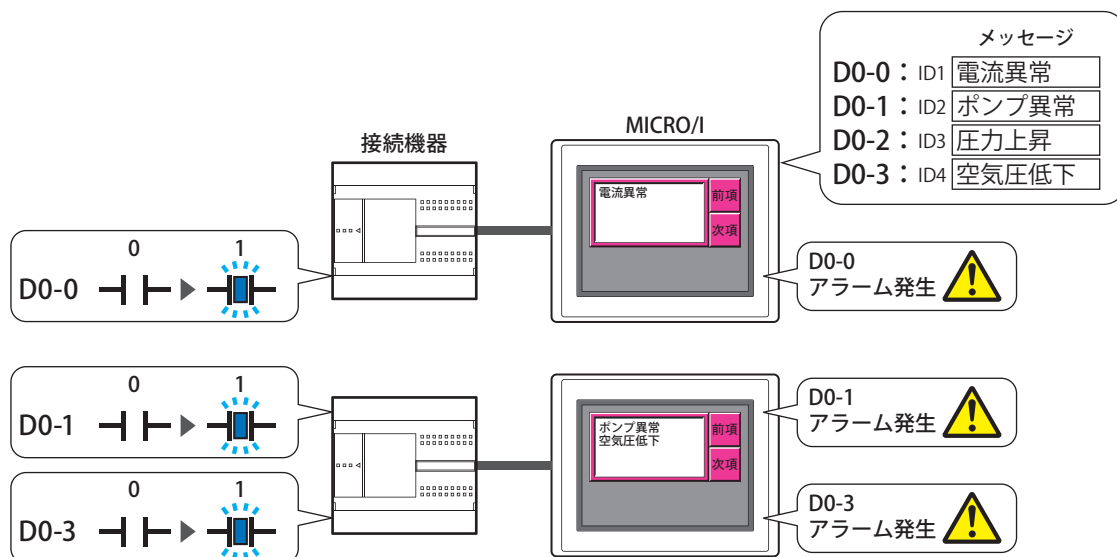 メッセージ
D0-0： ID1 電流異常
D0-1： ID2 ポンプ異常
D0-2： ID3 圧力上昇
D0-3： ID4 空気圧低下
接続機器
MICRO/I
電流異常
前項
次項
0 1
D0-0
D0-0
アラーム発生
0 1
D0-1
ポンプ異常
空気圧低下
前項
次項
D0-1
アラーム発生
0 1
D0-3
D0-3
アラーム発生